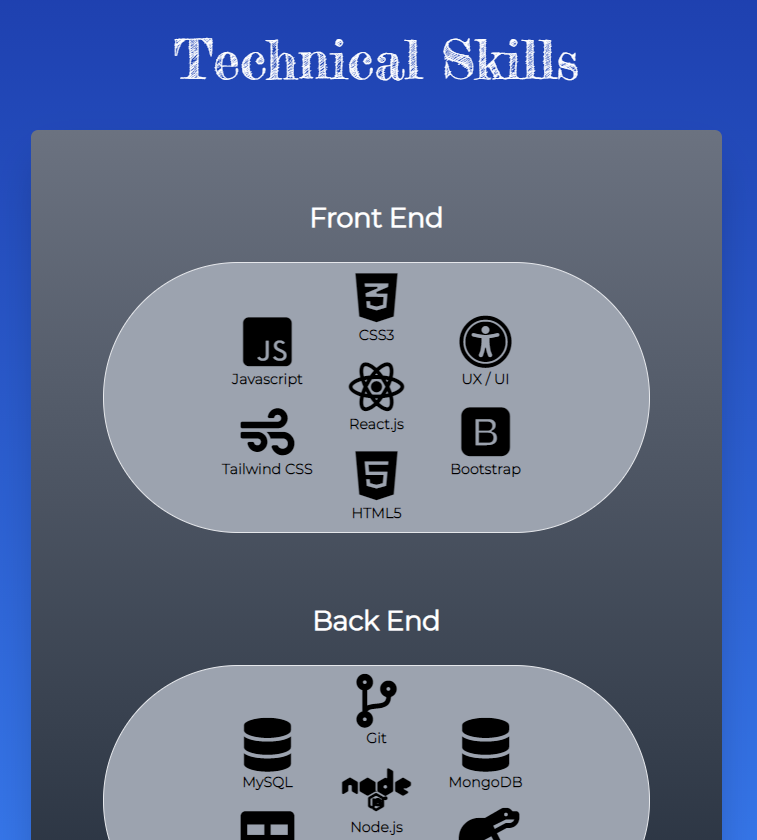 Technical Skills
Front End
CSS3
JS
Javascript
UX / UI
React.js
B
Tailwind CSS
Bootstrap
5
HTML5
Back End
Git
MySQL
MongoDB
node
Node.js